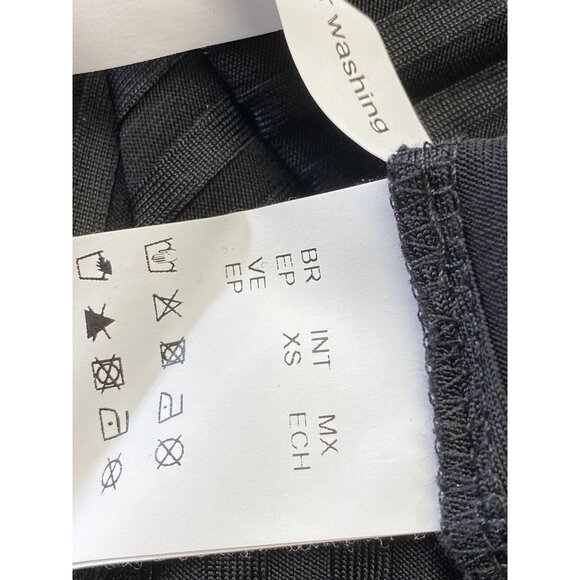 washing
BR INT MX
EP XS ECH
VE
EP